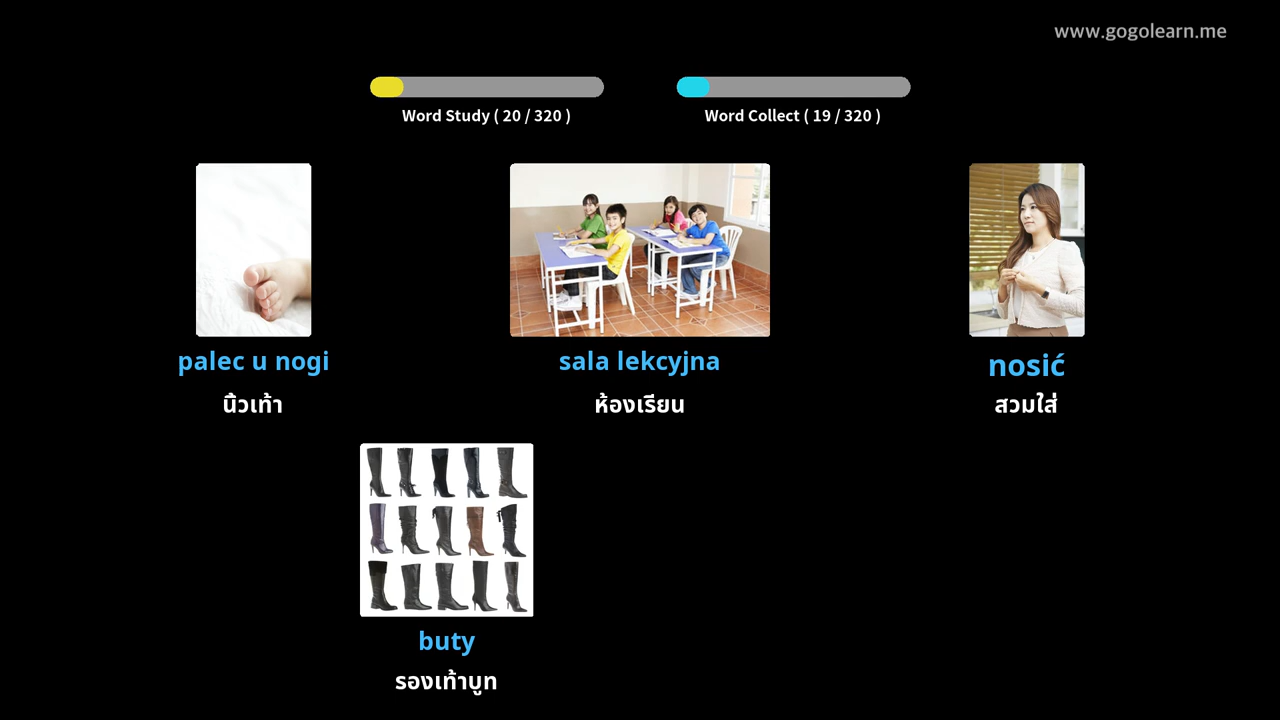 www.gogolearn.me
Word Study ( 20 / 320 )
Word Collect ( 19 / 320 )
palec u nogi
sala lekcyjna
nosić
นิ้วเท้า
ห้องเรียน
สวมใส่
buty
รองเท้าบูท